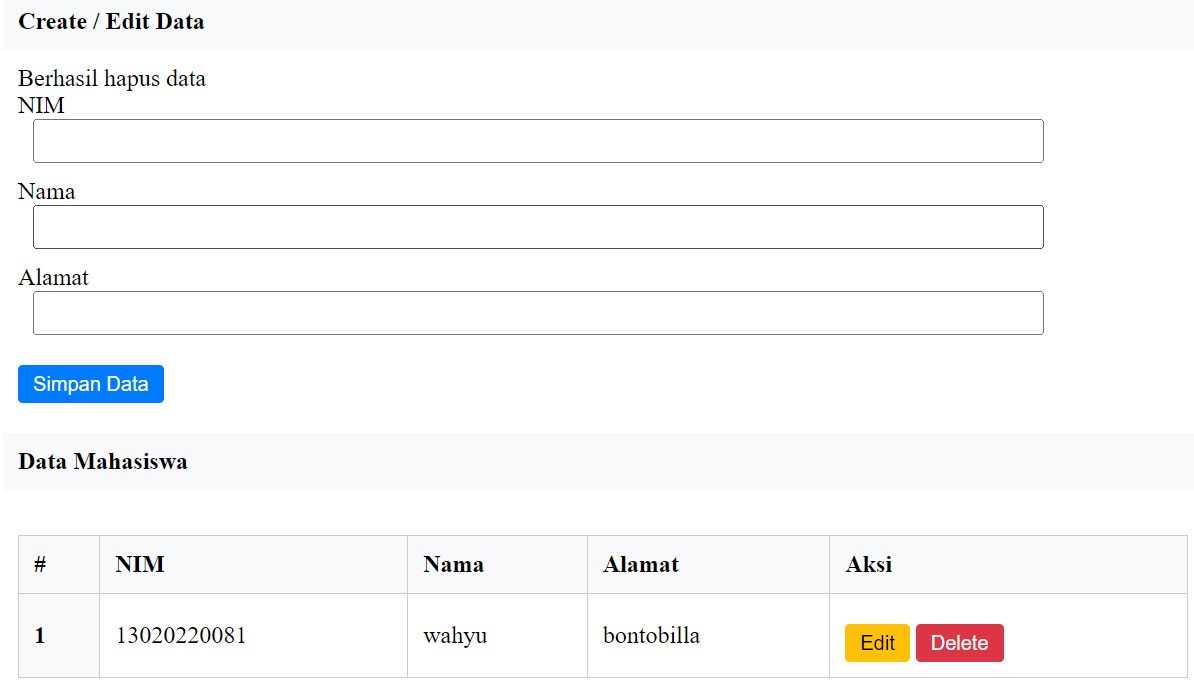 Create / Edit Data
Berhasil hapus data
NIM
Nama
Alamat
Simpan Data
Data Mahasiswa
# NIM Nama Alamat Aksi
1 13020220081 wahyu bontobilla Edit Delete